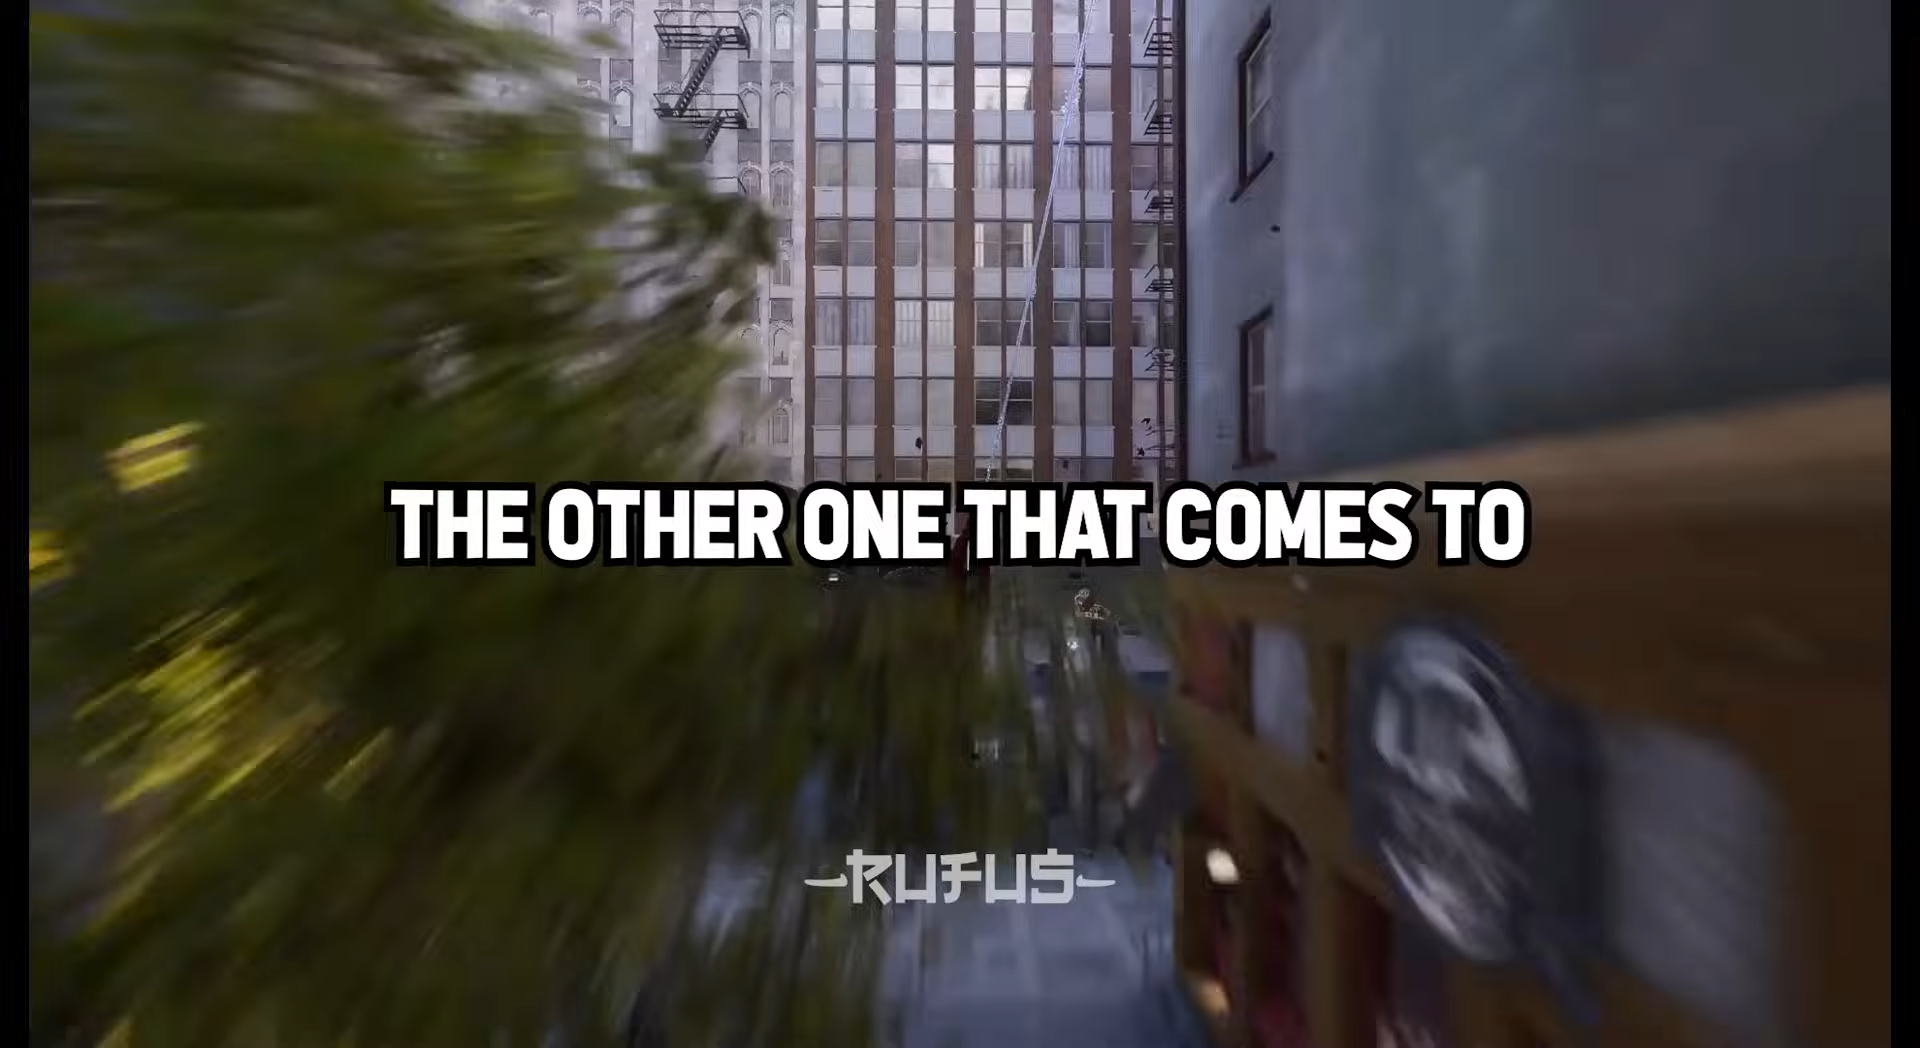 THE OTHER ONE THAT COMES TO
-RUFUS-